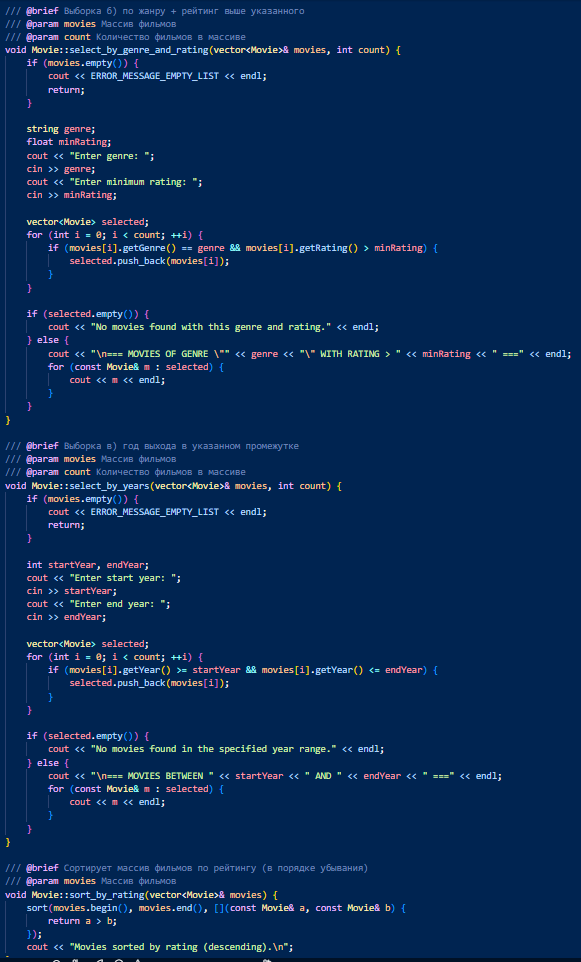 /// @brief Выборка б) по жанру + рейтинг выше указанного
/// @param movies Массив фильмов
/// @param count Количество фильмов в массиве
void Movie::select_by_genre_and_rating(vector<Movie>& movies, int count) {
    if (movies.empty()) {
        cout << ERROR_MESSAGE_EMPTY_LIST << endl;
        return;
    }

    string genre;
    float minRating;
    cout << "Enter genre: ";
    cin >> genre;
    cout << "Enter minimum rating: ";
    cin >> minRating;

    vector<Movie> selected;
    for (int i = 0; i < count; ++i) {
        if (movies[i].getGenre() == genre && movies[i].getRating() > minRating) {
            selected.push_back(movies[i]);
        }
    }

    if (selected.empty()) {
        cout << "No movies found with this genre and rating." << endl;
    } else {
        cout << "\n=== MOVIES OF GENRE \"" << genre << "\" WITH RATING > " << minRating << " ===" << endl;
        for (const Movie& m : selected) {
            cout << m << endl;
        }
    }
}

/// @brief Выборка в) год выхода в указанном промежутке
/// @param movies Массив фильмов
/// @param count Количество фильмов в массиве
void Movie::select_by_years(vector<Movie>& movies, int count) {
    if (movies.empty()) {
        cout << ERROR_MESSAGE_EMPTY_LIST << endl;
        return;
    }

    int startYear, endYear;
    cout << "Enter start year: ";
    cin >> startYear;
    cout << "Enter end year: ";
    cin >> endYear;

    vector<Movie> selected;
    for (int i = 0; i < count; ++i) {
        if (movies[i].getYear() >= startYear && movies[i].getYear() <= endYear) {
            selected.push_back(movies[i]);
        }
    }

    if (selected.empty()) {
        cout << "No movies found in the specified year range." << endl;
    } else {
        cout << "\n=== MOVIES BETWEEN " << startYear << " AND " << endYear << " ===" << endl;
        for (const Movie& m : selected) {
            cout << m << endl;
        }
    }
}

/// @brief Сортирует массив фильмов по рейтингу (в порядке убывания)
/// @param movies Массив фильмов
void Movie::sort_by_rating(vector<Movie>& movies) {
    sort(movies.begin(), movies.end(), [](const Movie& a, const Movie& b) {
        return a > b;
    });
    cout << "Movies sorted by rating (descending).\n";